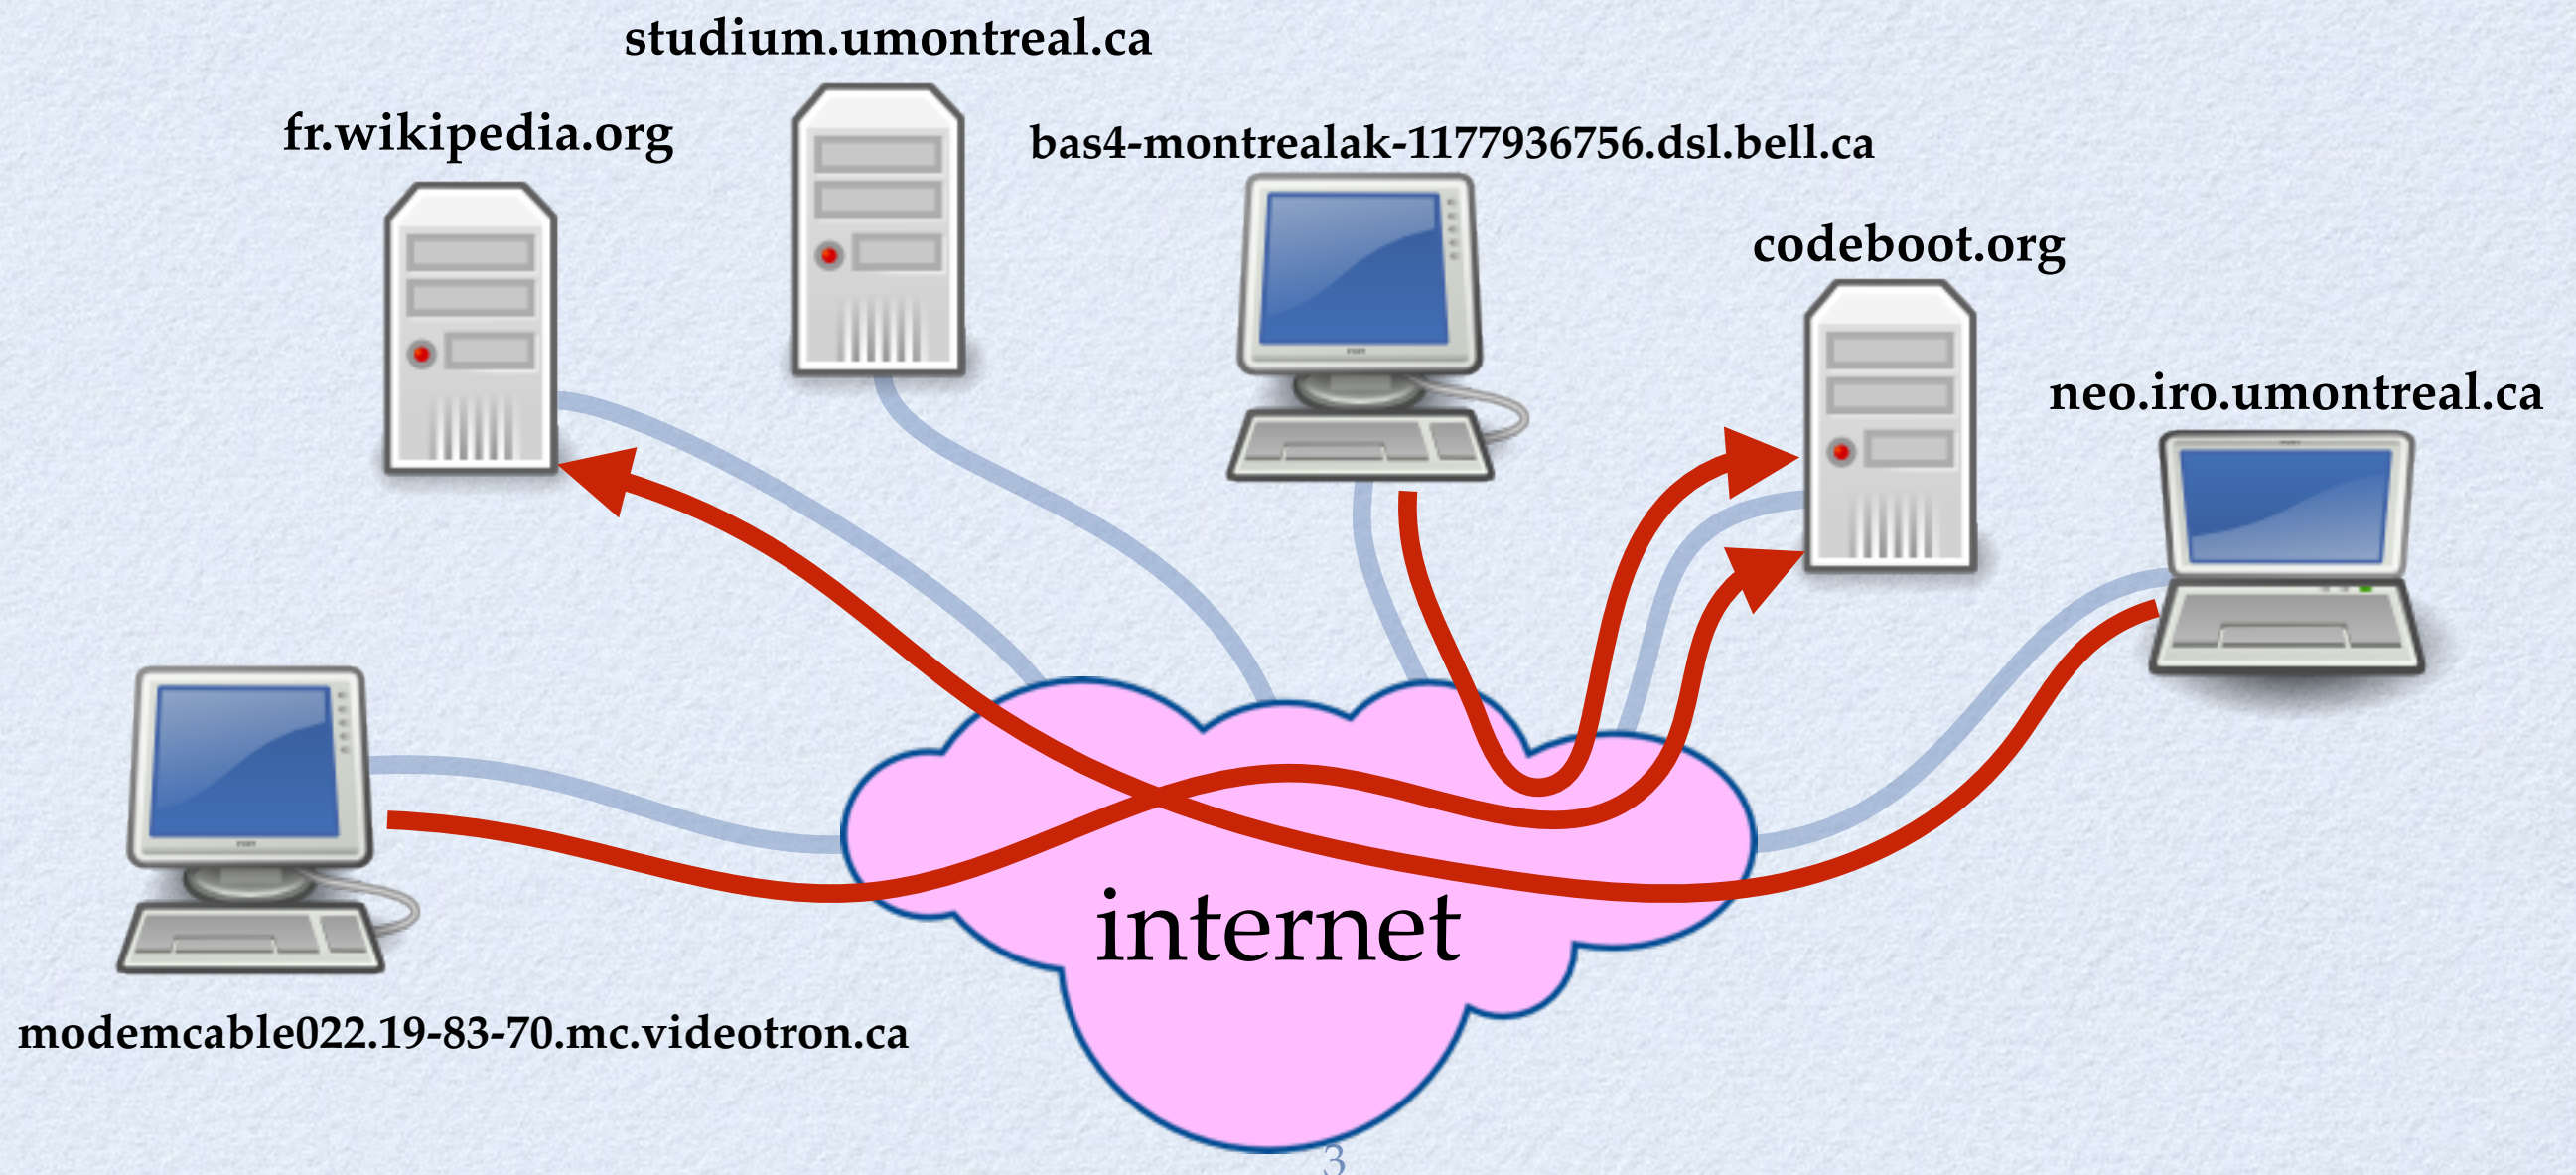 studium.umontreal.ca
fr.wikipedia.org
bas4-montrealak-1177936756.dsl.bell.ca
codeboot.org
neo.iro.umontreal.ca
internet
modemcable022.19-83-70.mc.videotron.ca
3